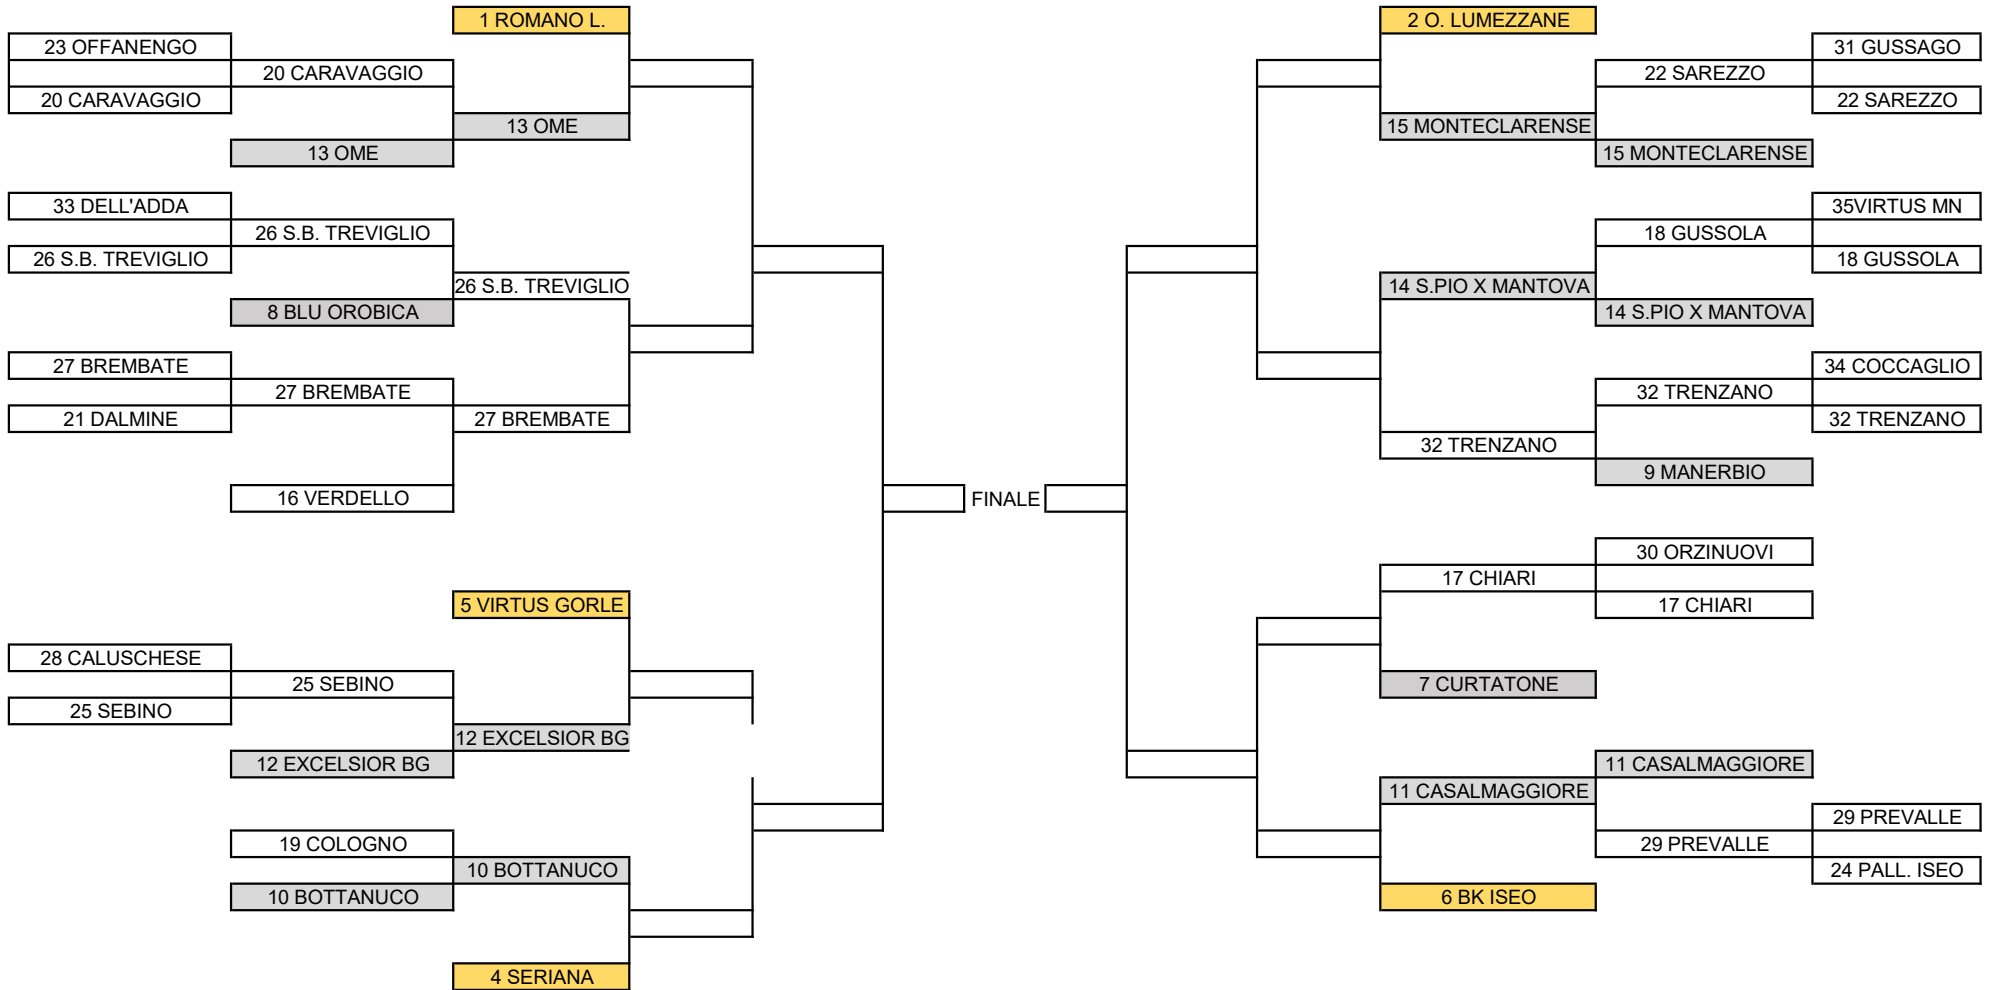 1 ROMANO L.
2 O. LUMEZZANE
23 OFFANENGO
31 GUSSAGO
20 CARAVAGGIO
22 SAREZZO
20 CARAVAGGIO
22 SAREZZO
13 OME
15 MONTECLARENSE
13 OME
15 MONTECLARENSE
33 DELL'ADDA
35VIRTUS MN
26 S.B. TREVIGLIO
18 GUSSOLA
26 S.B. TREVIGLIO
18 GUSSOLA
26 S.B. TREVIGLIO
14 S.PIO X MANTOVA
8 BLU OROBICA
14 S.PIO X MANTOVA
27 BREMBATE
34 COCCAGLIO
27 BREMBATE
32 TRENZANO
21 DALMINE
27 BREMBATE
32 TRENZANO
32 TRENZANO
9 MANERBIO
16 VERDELLO
FINALE
30 ORZINUOVI
17 CHIARI
5 VIRTUS GORLE
17 CHIARI
28 CALUSCHESE
25 SEBINO
7 CURTATONE
25 SEBINO
12 EXCELSIOR BG
12 EXCELSIOR BG
11 CASALMAGGIORE
11 CASALMAGGIORE
29 PREVALLE
19 COLOGNO
29 PREVALLE
10 BOTTANUCO
24 PALL. ISEO
10 BOTTANUCO
6 BK ISEO
4 SERIANA